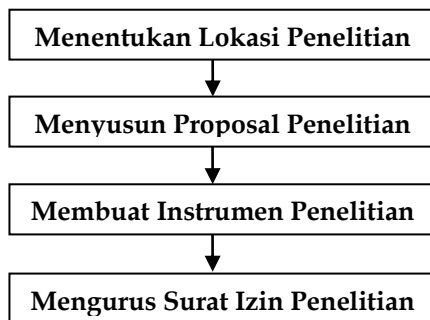 Menentukan Lokasi Penelitian
Menyusun Proposal Penelitian
Membuat Instrumen Penelitian
Mengurus Surat Izin Penelitian